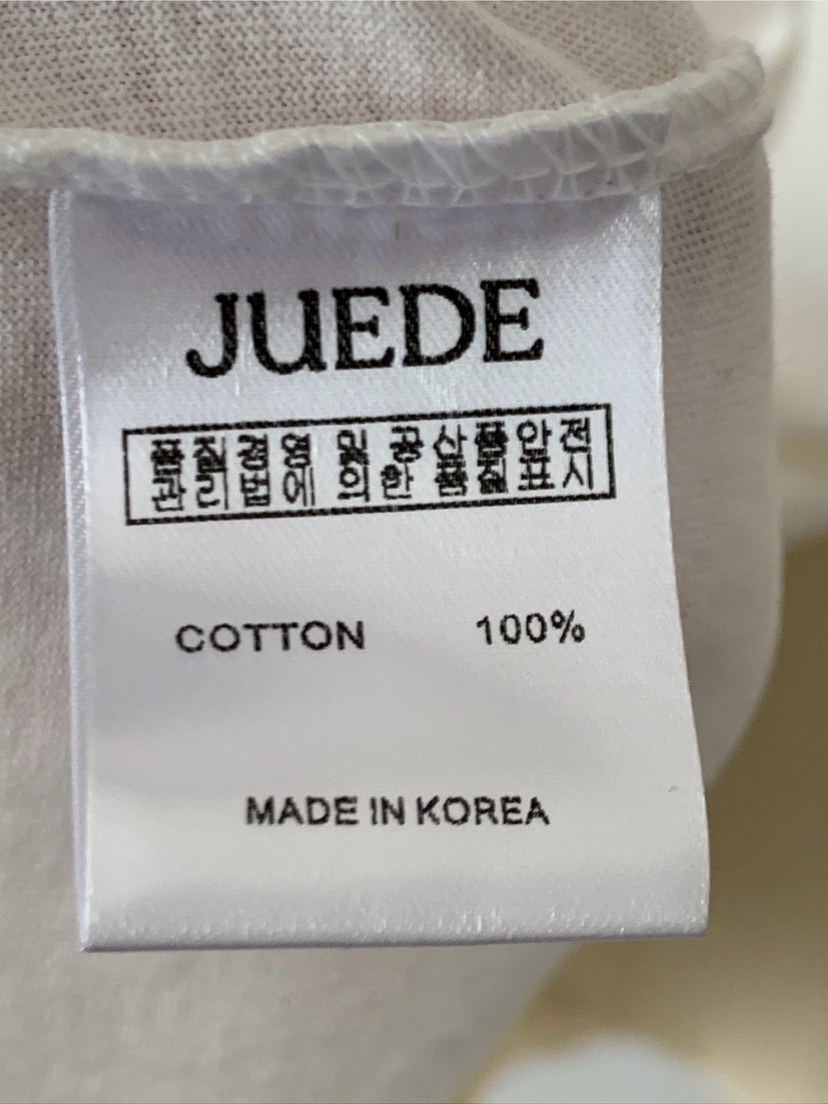 JUEDE
품질경영 및 공산품안전
관리법에 의한 품질표시
COTTON 100%
MADE IN KOREA